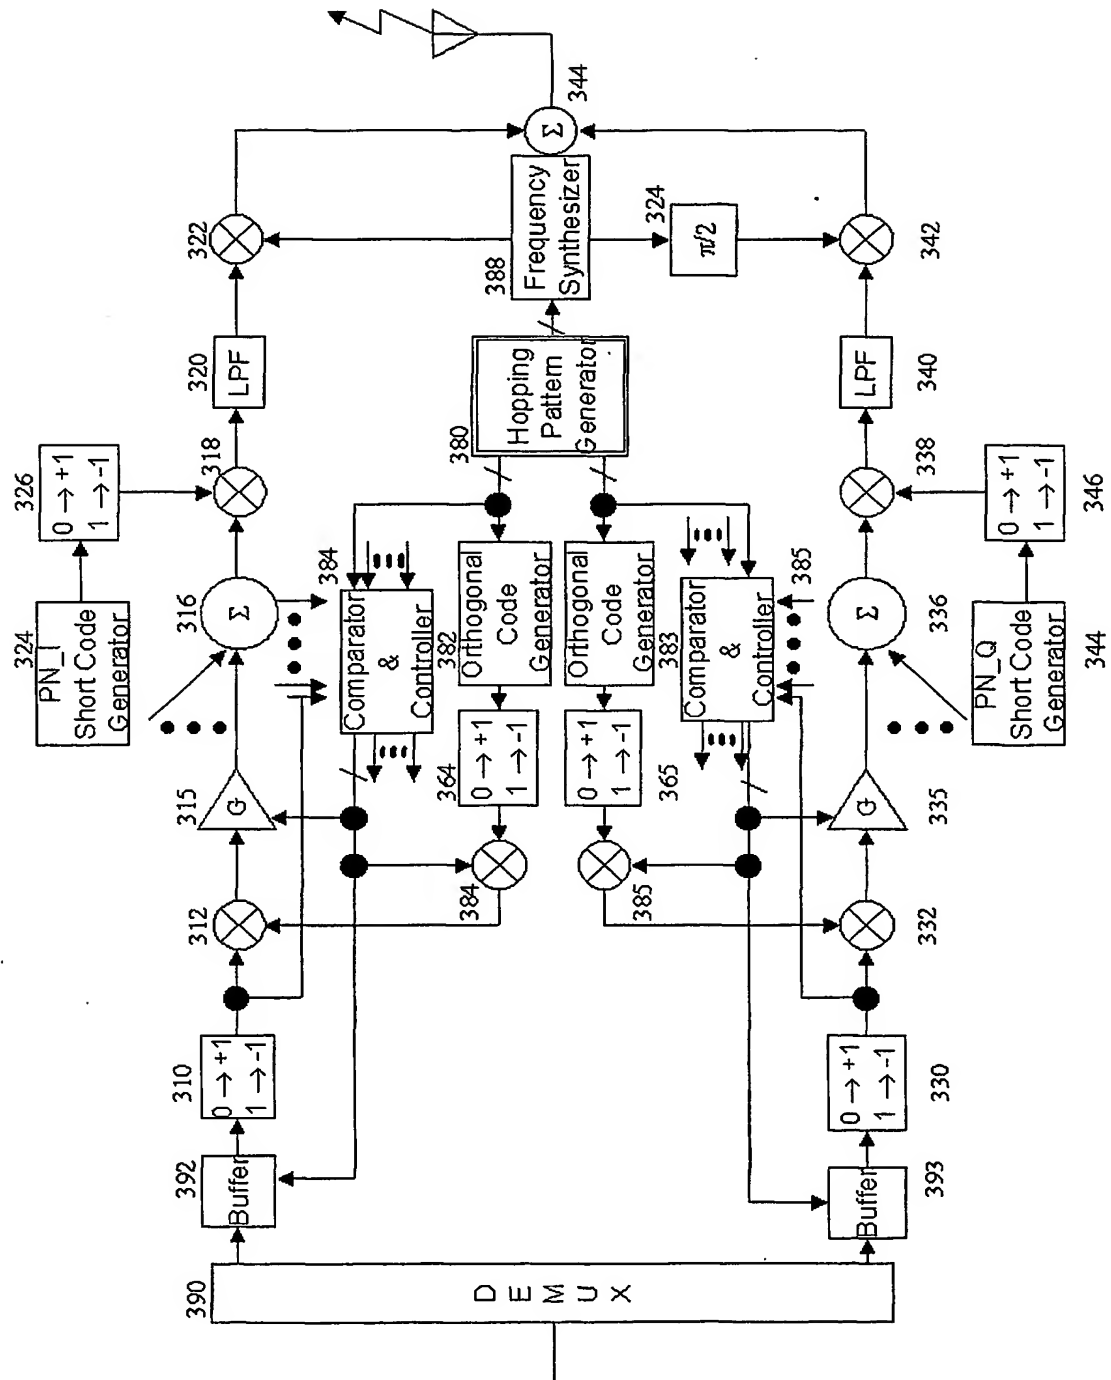 390
DEMUX
392
Buffer
310
0 → +1
1 → -1
312
315
G
324
PN_I
Short Code
Generator
326
0 → +1
1 → -1
316
Σ
318
320
LPF
322
384
Comparator
&
Controller
382
Orthogonal
Code
Generator
364
0 → +1
1 → -1
384
380
Hopping
Pattern
Generator
388
Frequency
Synthesizer
Σ
344
324
π/2
Orthogonal
Code
Generator
383
0 → +1
1 → -1
365
385
Comparator
&
Controller
385
393
Buffer
330
0 → +1
1 → -1
332
335
G
336
Σ
338
340
LPF
342
PN_Q
Short Code
Generator
344
0 → +1
1 → -1
346